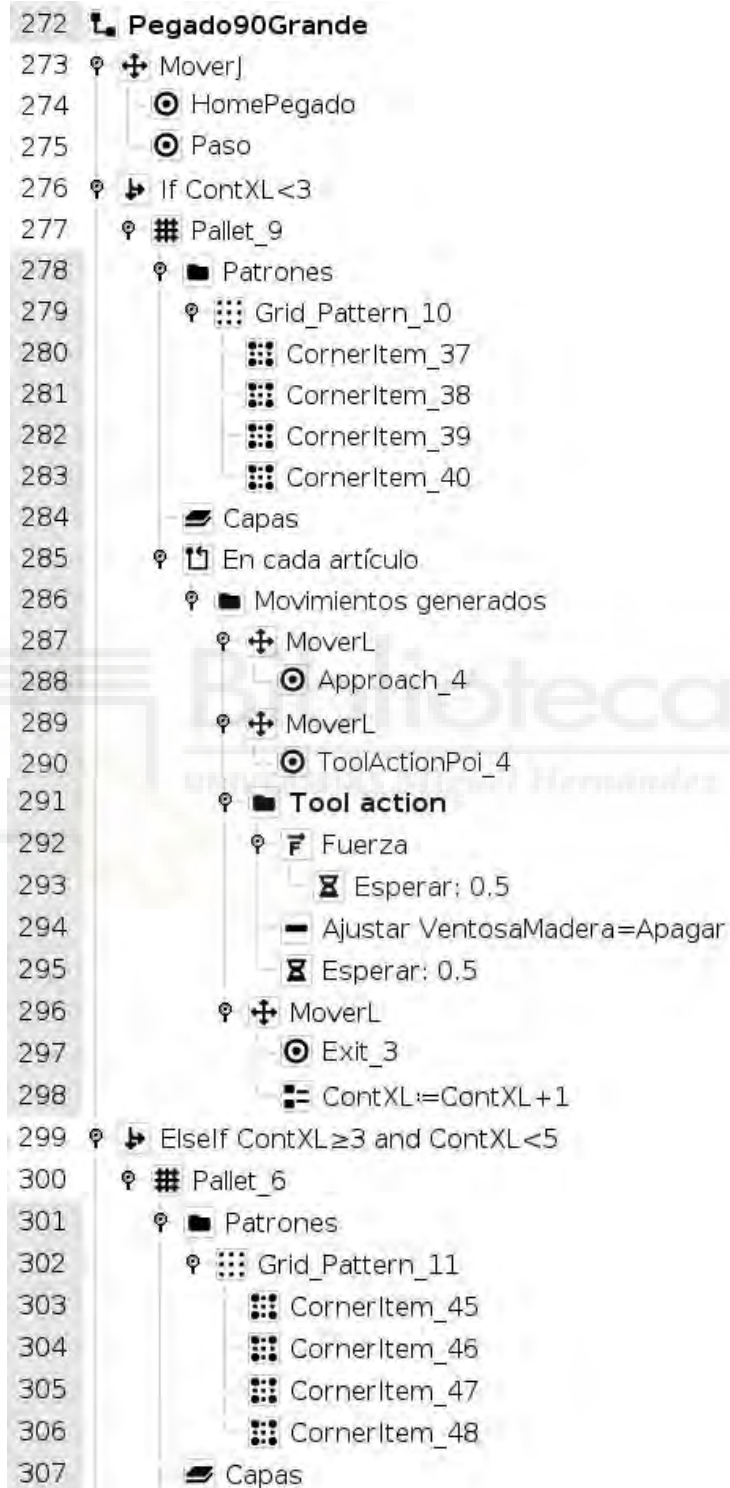 272 Pegado90Grande
273 MoverJ
274 HomePegado
275 Paso
276 If ContXL<3
277 Pallet_9
278 Patrones
279 Grid_Pattern_10
280 CornerItem_37
281 CornerItem_38
282 CornerItem_39
283 CornerItem_40
284 Capas
285 En cada artículo
286 Movimientos generados
287 MoverL
288 Approach_4
289 MoverL
Biblioteca
290 ToolActionPoi_4
Miguel Hernández
291 Tool action
292 F Fuerza
293 Esperar: 0.5
294 Ajustar VentosaMadera=Apagar
295 Esperar: 0.5
296 MoverL
297 Exit_3
298 ContXL:=ContXL+1
299 ElseIf ContXL≥3 and ContXL<5
300 Pallet_6
301 Patrones
302 Grid_Pattern_11
303 CornerItem_45
304 CornerItem_46
305 CornerItem_47
306 CornerItem_48
307 Capas